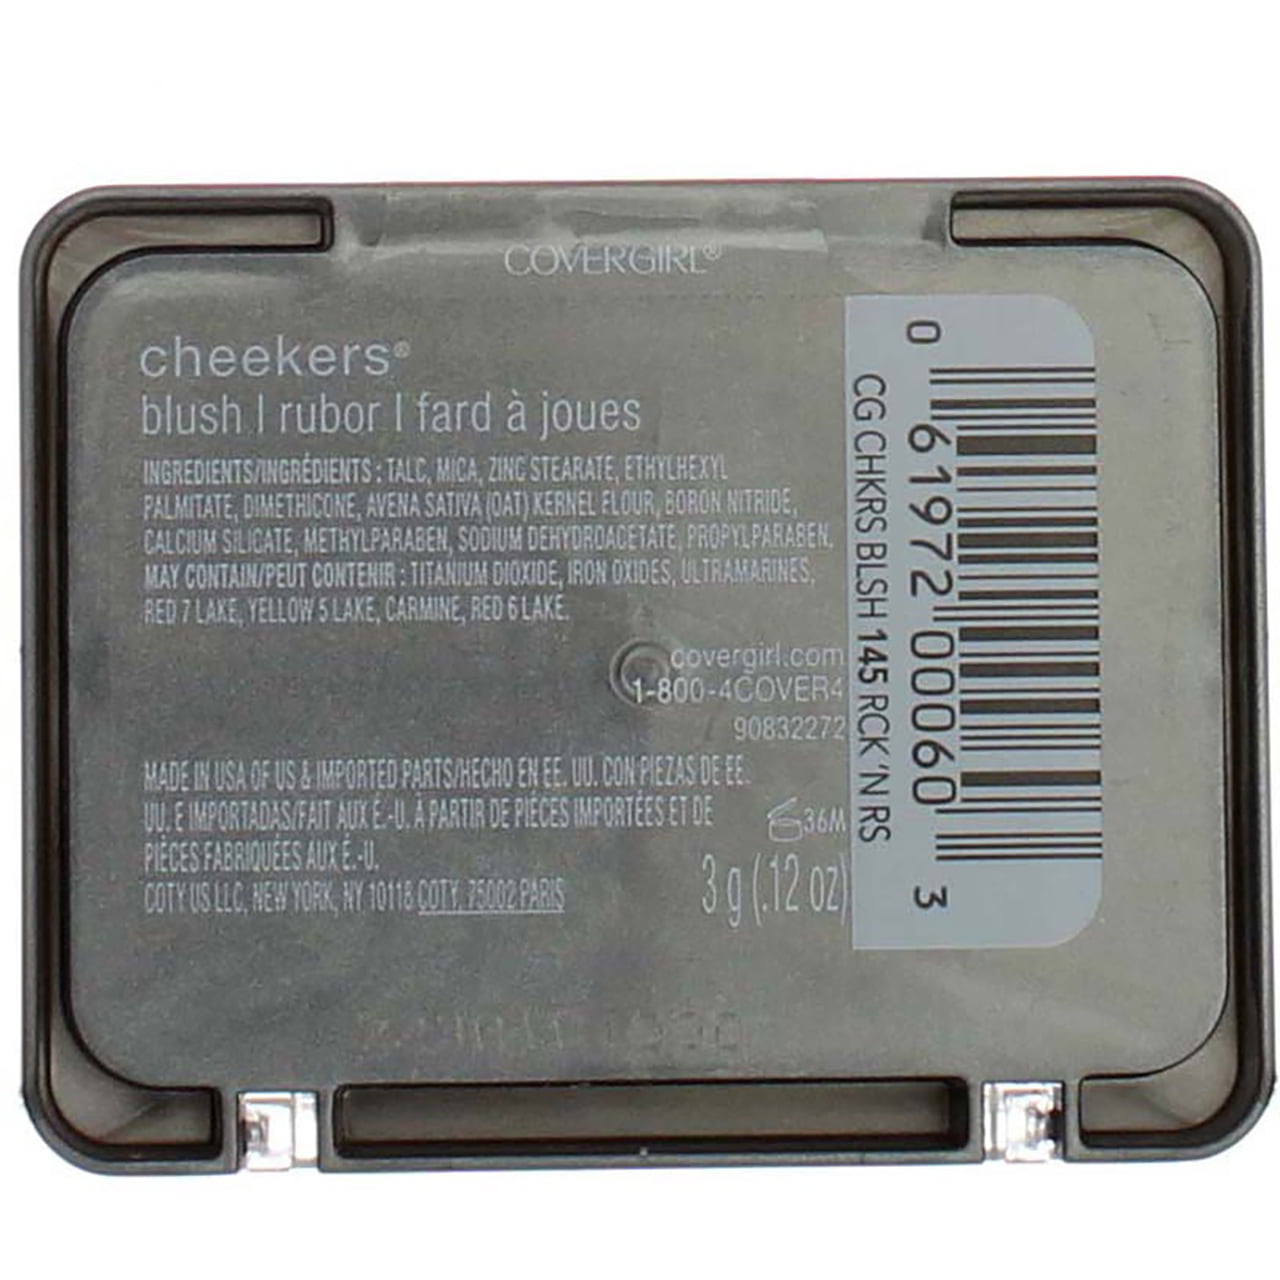 COVERGIRL®
cheekers®
blush | rubor | fard à joues
INGREDIENTS/INGRÉDIENTS : TALC, MICA, ZINC STEARATE, ETHYLHEXYL
PALMITATE, DIMETHICONE, AVENA SATIVA (OAT) KERNEL FLOUR, BORON NITRIDE,
CALCIUM SILICATE, METHYLPARABEN, SODIUM DEHYDROACETATE, PROPYLPARABEN.
MAY CONTAIN/PEUT CONTENIR : TITANIUM DIOXIDE, IRON OXIDES, ULTRAMARINES,
RED 7 LAKE, YELLOW 5 LAKE, CARMINE, RED 6 LAKE.
covergirl.com
1-800-4COVER4
90832272
MADE IN USA OF US & IMPORTED PARTS/HECHO EN EE. UU. CON PIEZAS DE EE.
UU. E IMPORTADAS/FAIT AUX É.-U. À PARTIR DE PIÈCES IMPORTÉES ET DE
PIÈCES FABRIQUÉES AUX É.-U.
COTY US LLC, NEW YORK, NY 10118 COTY, 75002 PARIS
36M
3 g (.12 oz)
CG CHKRS BLSH 145 RCK 'N RS
0 61972 00060 3